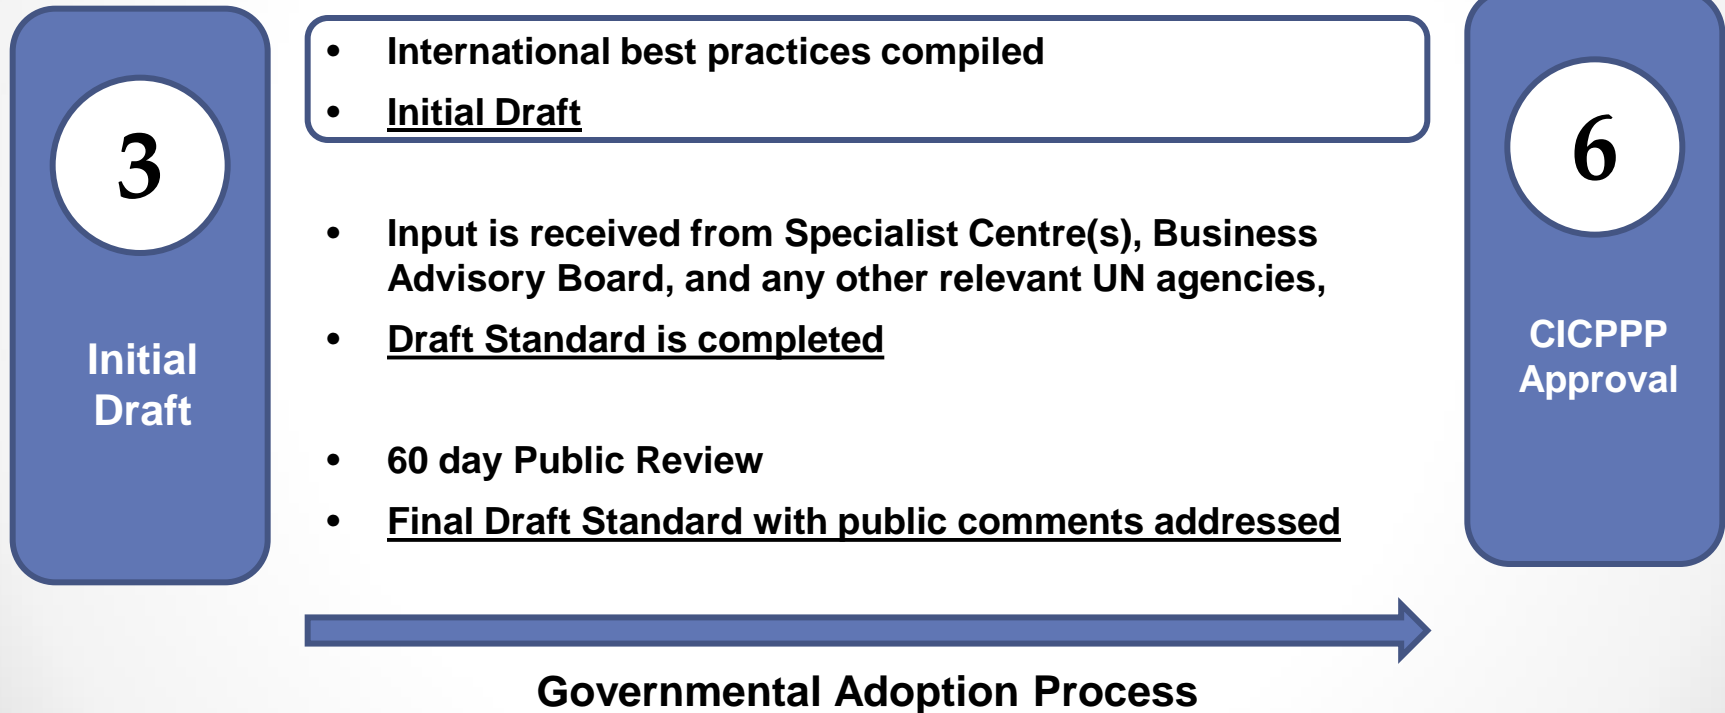 3
Initial
Draft
• International best practices compiled
• Initial Draft
• Input is received from Specialist Centre(s), Business
Advisory Board, and any other relevant UN agencies,
• Draft Standard is completed
• 60 day Public Review
• Final Draft Standard with public comments addressed
6
CICPPP
Approval
Governmental Adoption Process